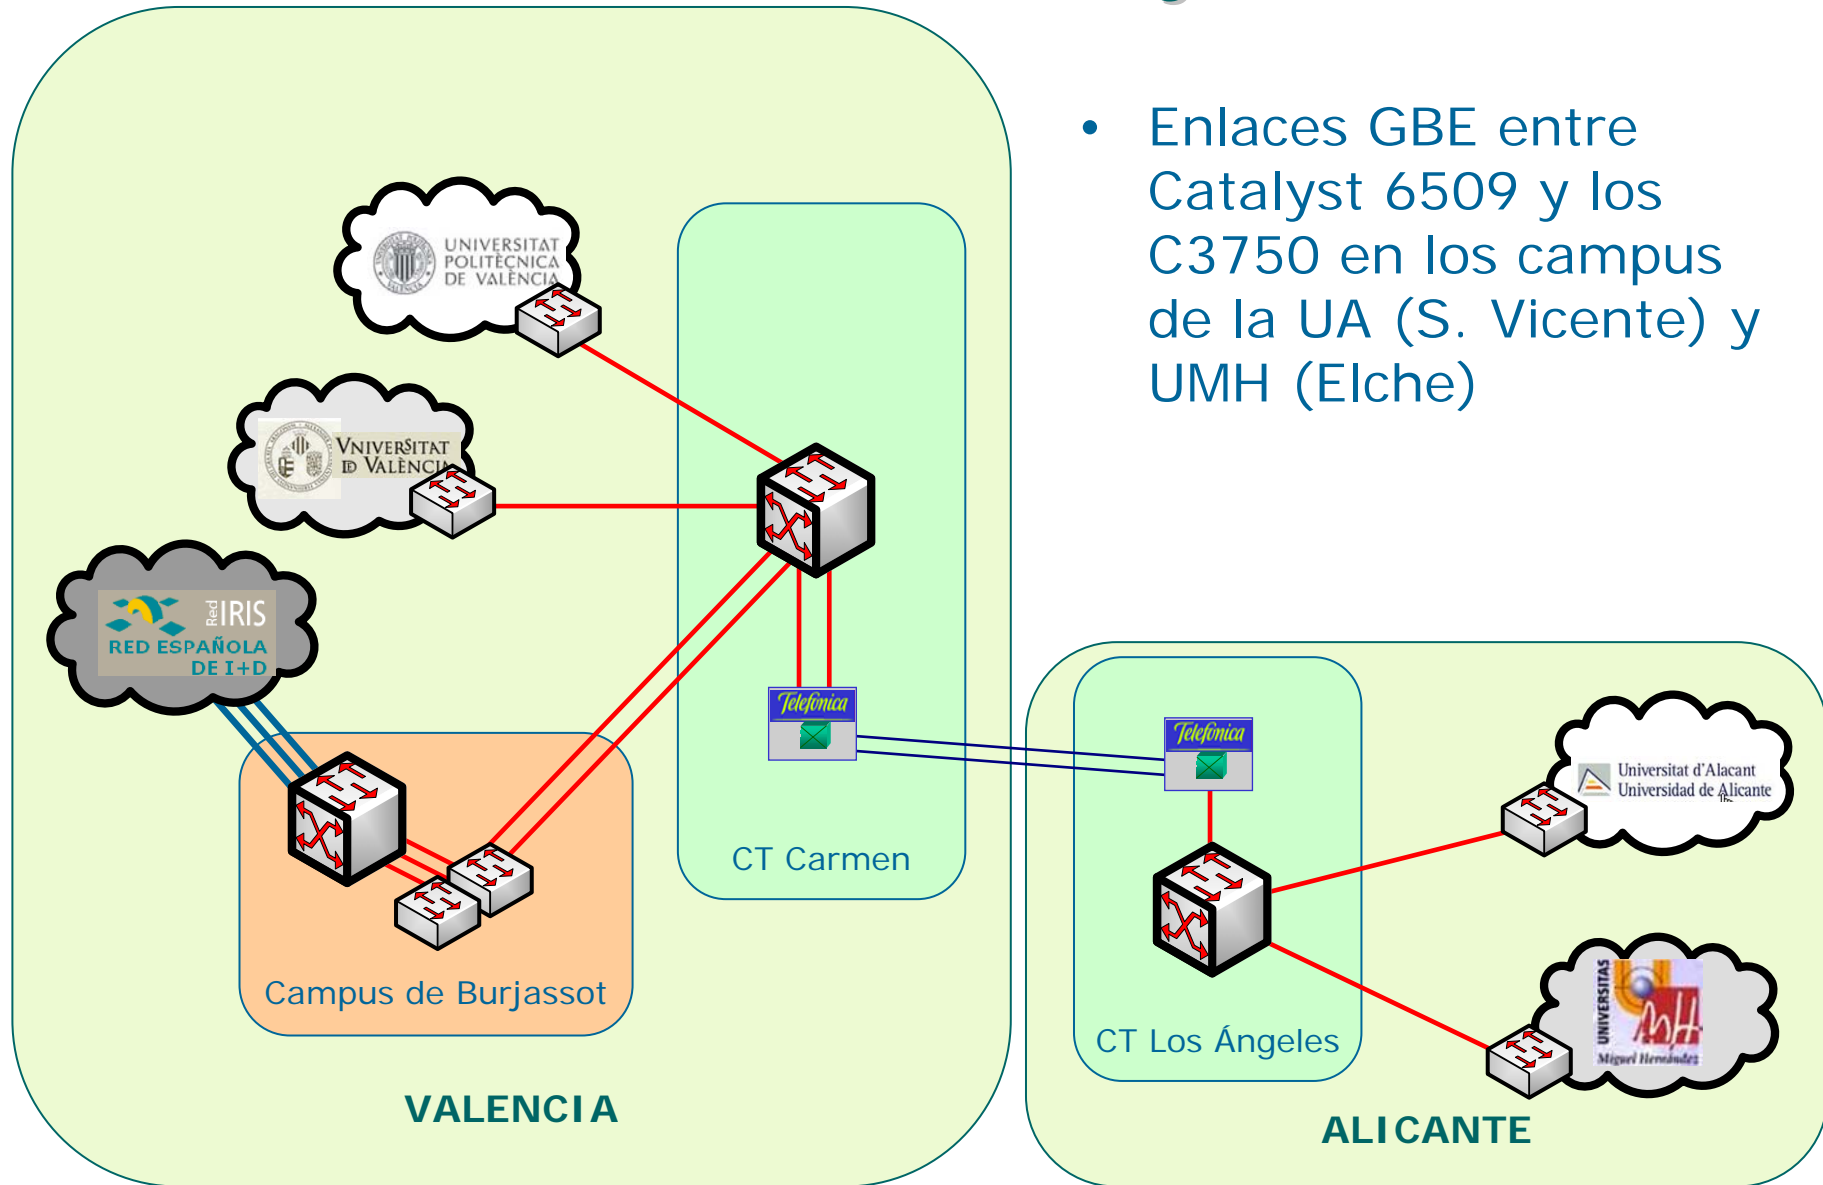 • Enlaces GBE entre
Catalyst 6509 y los
C3750 en los campus
de la UA (S. Vicente) y
UMH (Elche)
UNIVERSITAT
POLITÈCNICA
DE VALÈNCIA
VNIVERSITAT
ID VALÈNCIA
Red IRIS
RED ESPAÑOLA
DE I+D
Telefónica
Telefónica
Universitat d'Alacant
Universidad de Alicante
CT Carmen
Campus de Burjassot
UNIVERSITAS
Miguel Hernández
CT Los Ángeles
VALENCIA
ALICANTE